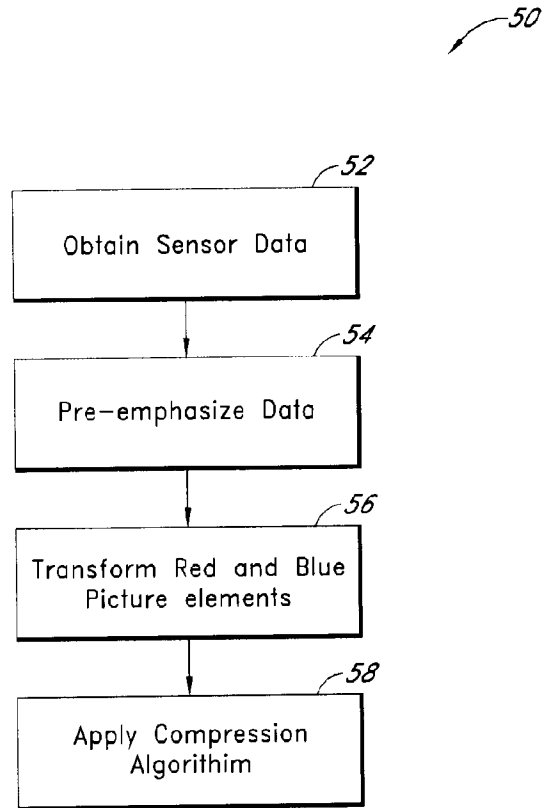 50
52
Obtain Sensor Data
54
Pre-emphasize Data
56
Transform Red and Blue
Picture elements
58
Apply Compression
Algorithim